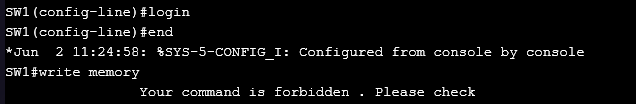 SW1(config-line)#login
SW1(config-line)#end
*Jun  2 11:24:58: %SYS-5-CONFIG_I: Configured from console by console
SW1#write memory
Your command is forbidden . Please check